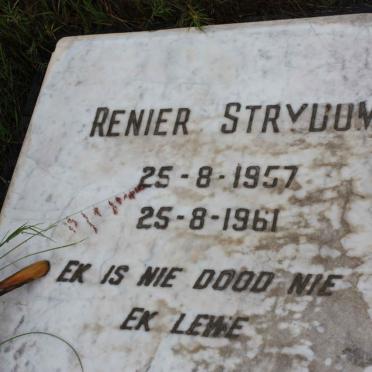 RENIER STRYDOM
25-8-1957
25-8-1961
EK IS NIE DOOD NIE
EK LEWE